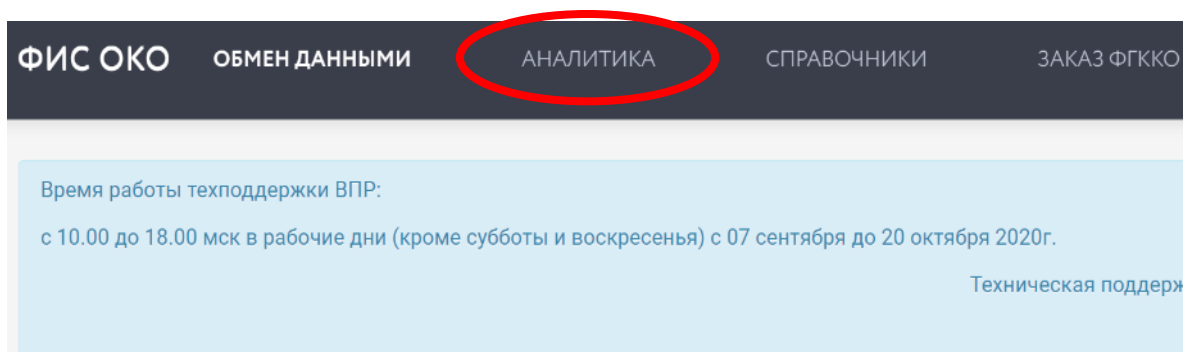 ФИС ОКО ОБМЕН ДАННЫМИ АНАЛИТИКА СПРАВОЧНИКИ ЗАКАЗ ФГККО
Время работы техподдержки ВПР:
с 10.00 до 18.00 мск в рабочие дни (кроме субботы и воскресенья) с 07 сентября до 20 октября 2020г.
Техническая поддерж